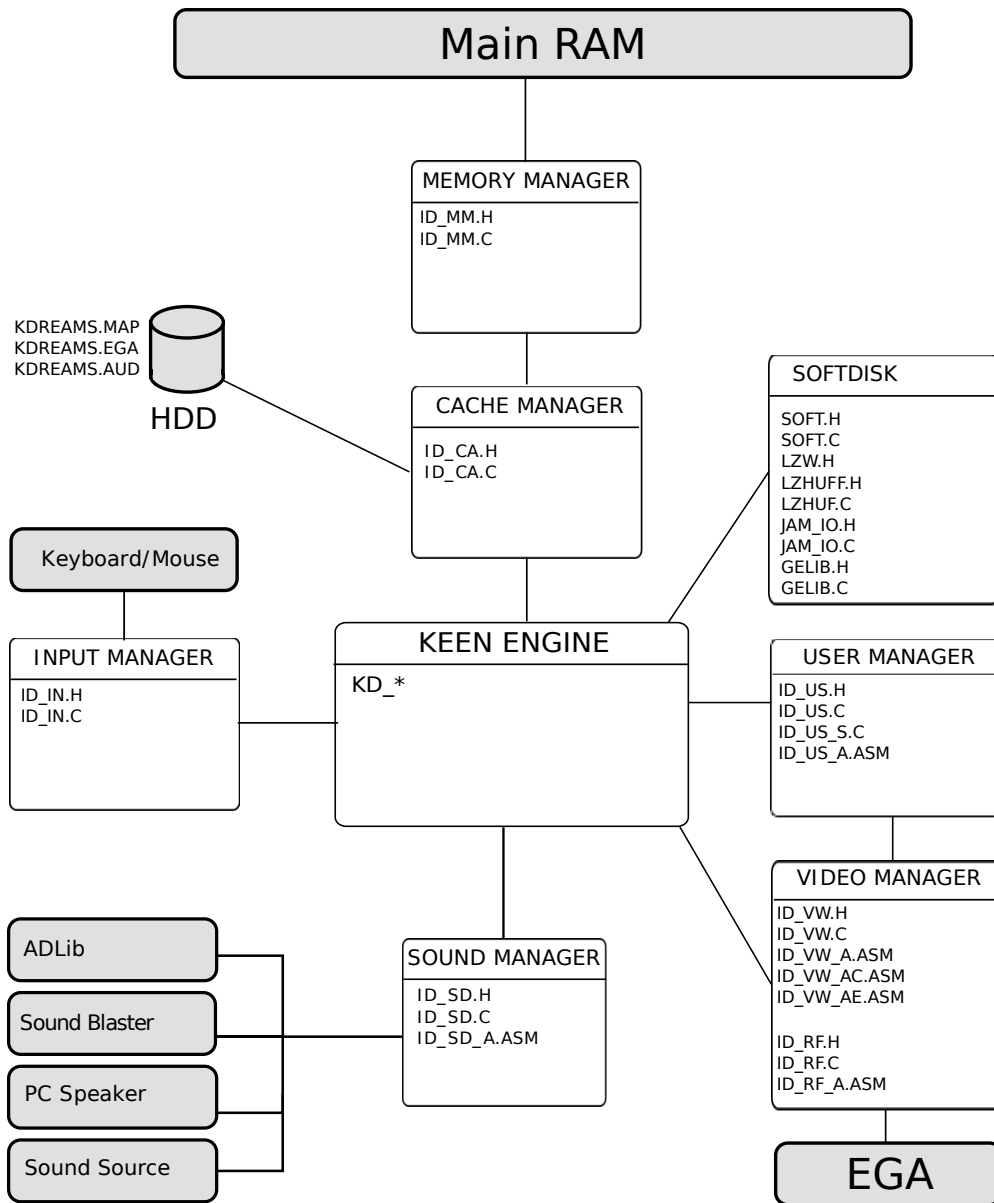 Main RAM
MEMORY MANAGER
ID_MM.H
ID_MM.C
KDREAMS.MAP
KDREAMS.EGA
KDREAMS.AUD
HDD
CACHE MANAGER
ID_CA.H
ID_CA.C
SOFTDISK
SOFT.H
SOFT.C
LZW.H
LZHUFF.H
LZHUF.C
JAM_IO.H
JAM_IO.C
GELIB.H
GELIB.C
Keyboard/Mouse
INPUT MANAGER
ID_IN.H
ID_IN.C
KEEN ENGINE
KD_*
USER MANAGER
ID_US.H
ID_US.C
ID_US_S.C
ID_US_A.ASM
VIDEO MANAGER
ID_VW.H
ID_VW.C
ID_VW_A.ASM
ID_VW_AC.ASM
ID_VW_AE.ASM
ID_RF.H
ID_RF.C
ID_RF_A.ASM
SOUND MANAGER
ID_SD.H
ID_SD.C
ID_SD_A.ASM
ADLib
Sound Blaster
PC Speaker
Sound Source
EGA